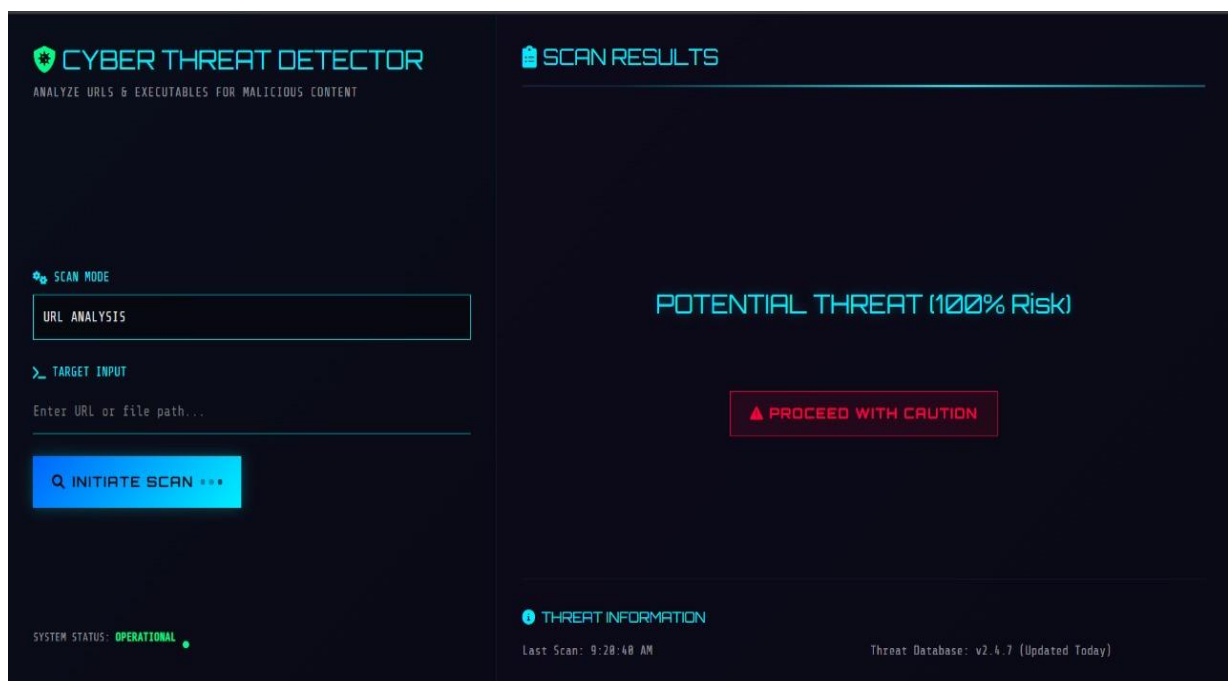 CYBER THREAT DETECTOR
ANALYZE URLS & EXECUTABLES FOR MALICIOUS CONTENT
SCAN MODE
URL ANALYSIS
>_ TARGET INPUT
Enter URL or file path...
INITIATE SCAN
SYSTEM STATUS: OPERATIONAL
SCAN RESULTS
POTENTIAL THREAT (100% Risk)
PROCEED WITH CAUTION
THREAT INFORMATION
Last Scan: 9:20:40 AM
Threat Database: v2.4.7 (Updated Today)